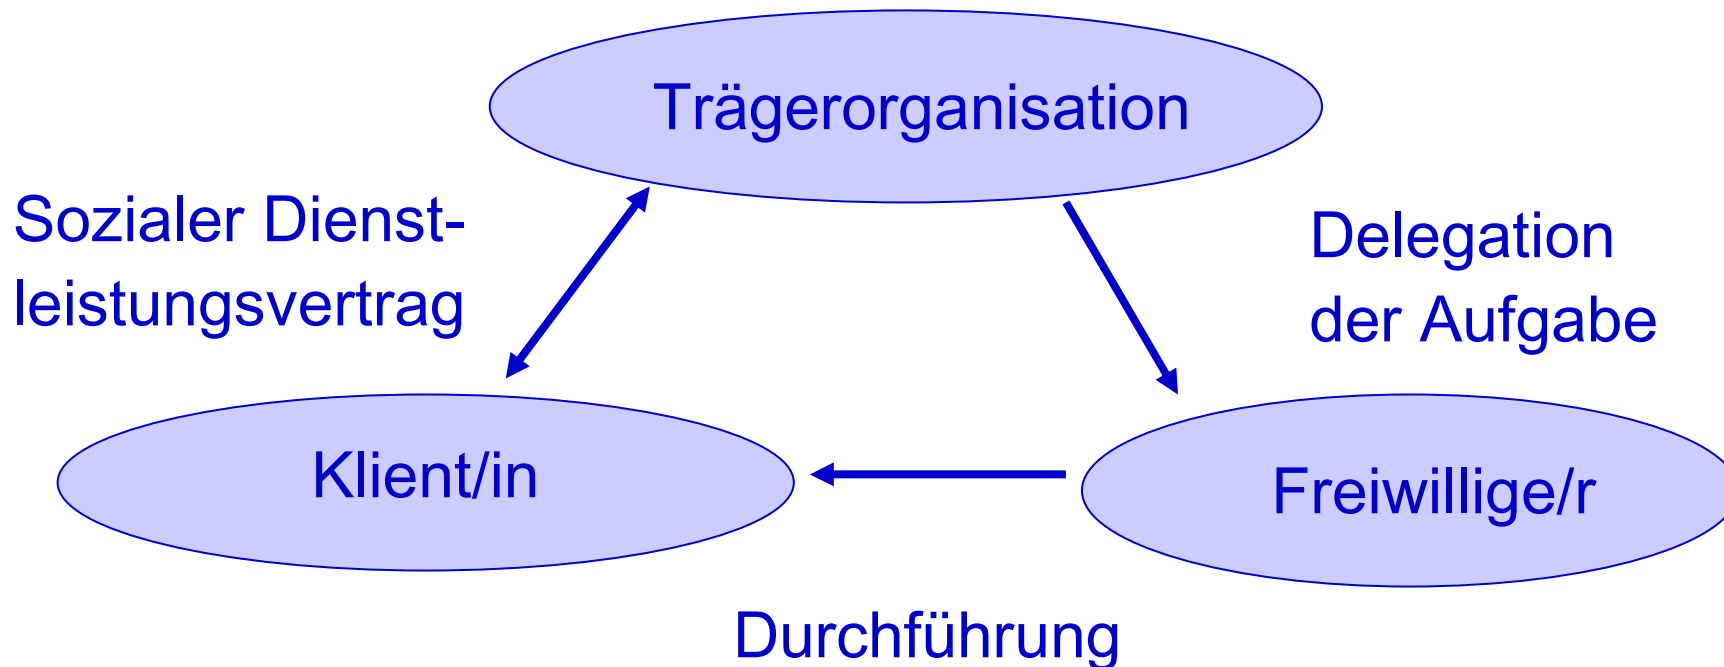 Trägerorganisation
Sozialer Dienst-
leistungsvertrag
Delegation
der Aufgabe
Klient/in
Freiwillige/r
Durchführung